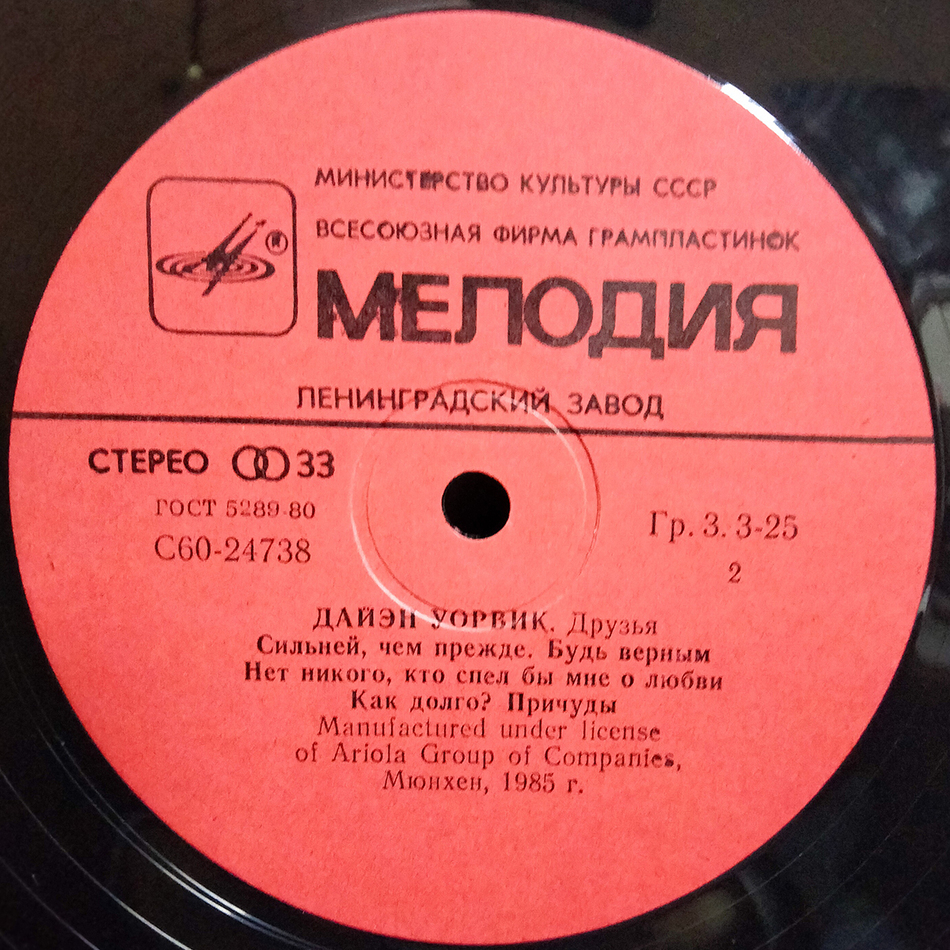 МИНИСТЕРСТВО КУЛЬТУРЫ СССР
ВСЕСОЮЗНАЯ ФИРМА ГРАМПЛАСТИНОК
®
МЕЛОДИЯ
ЛЕНИНГРАДСКИЙ ЗАВОД
СТЕРЕО 33
ГОСТ 5289-80
С60-24738
Гр. 3. 3-25
2
ДАЙЭН УОРВИК. Друзья
Сильней, чем прежде. Будь верным
Нет никого, кто спел бы мне о любви
Как долго? Причуды
Manufactured under license
of Ariola Group of Companies,
Мюнхен, 1985 г.